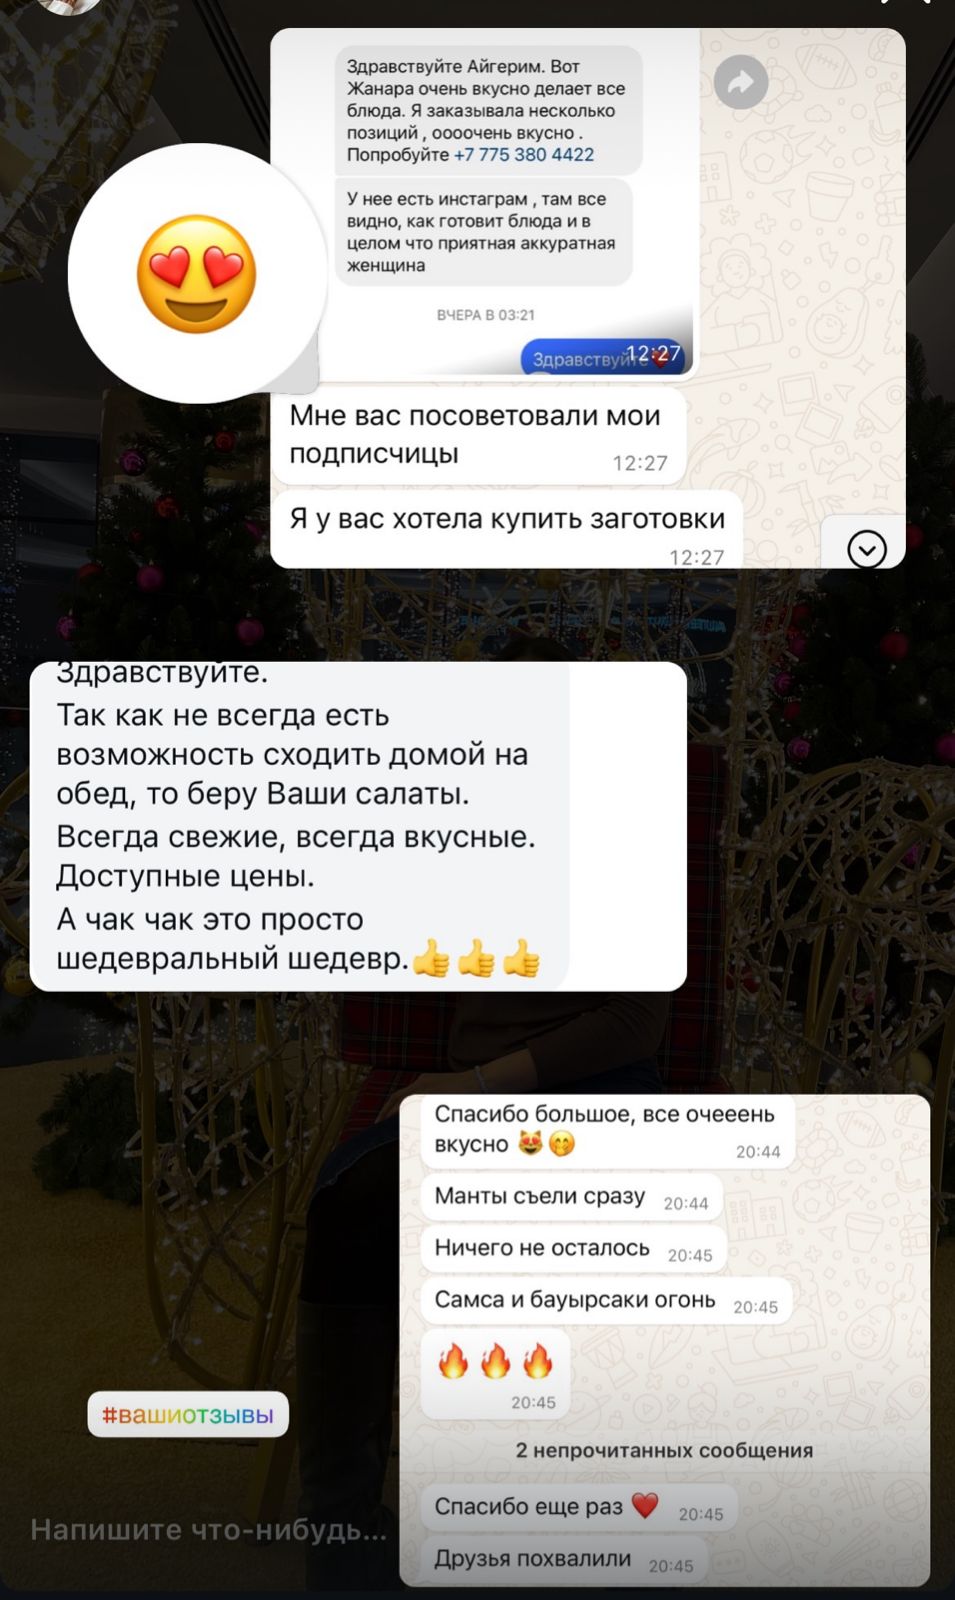 Здравствуйте Айгерим. Вот
Жанара очень вкусно делает все
блюда. Я заказывала несколько
позиций , оооочень вкусно .
Попробуйте +7 775 380 4422
У нее есть инстаграм , там все
видно, как готовит блюда и в
целом что приятная аккуратная
женщина
ВЧЕРА В 03:21
Здравствуйте
12:27
Мне вас посоветовали мои
подписчицы
12:27
Я у вас хотела купить заготовки
12:27
Здравствуйте.
Так как не всегда есть
возможность сходить домой на
обед, то беру Ваши салаты.
Всегда свежие, всегда вкусные.
Доступные цены.
А чак чак это просто
шедевральный шедевр.👍👍👍
Спасибо большое, все очееень
вкусно 😻🤭 20:44
Манты съели сразу 20:44
Ничего не осталось 20:45
Самса и бауырсаки огонь 20:45
🔥🔥🔥
20:45
2 непрочитанных сообщения
Спасибо еще раз ❤️ 20:45
Друзья похвалили 20:45
#вашиотзывы
Напишите что-нибудь...